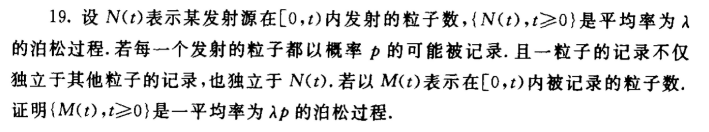 19. 设 N(t)表示某发射源在[0,t)内发射的粒子数,{N(t),t≥0}是平均率为 λ
的泊松过程.若每一个发射的粒子都以概率 p 的可能被记录.且一粒子的记录不仅
独立于其他粒子的记录,也独立于 N(t).若以 M(t)表示在[0,t)内被记录的粒子数.
证明{M(t),t≥0}是一平均率为 λp 的泊松过程.